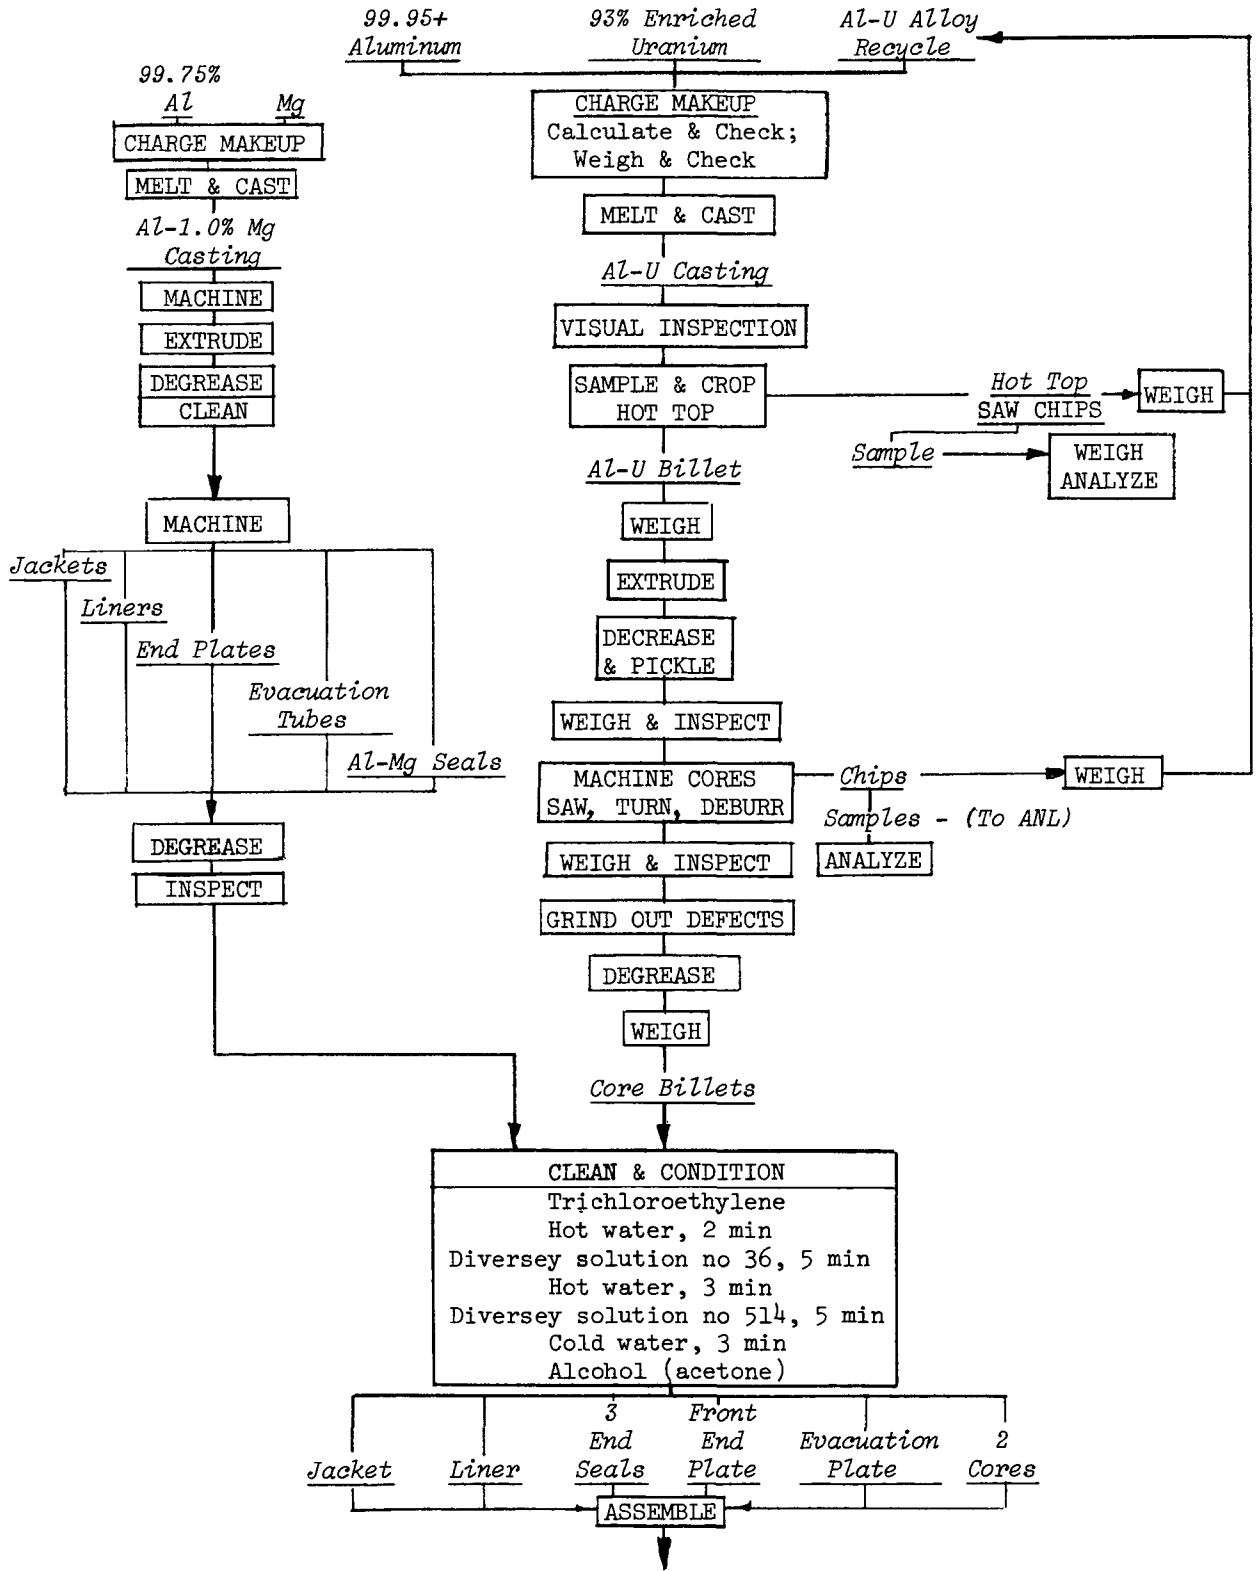 99.95+
Aluminum
93% Enriched
Uranium
Al-U Alloy
Recycle
99.75%
Al
Mg
CHARGE MAKEUP
MELT & CAST
Al-1.0% Mg
Casting
MACHINE
EXTRUDE
DEGREASE
CLEAN
MACHINE
Jackets
Liners
End Plates
Evacuation
Tubes
Al-Mg Seals
DEGREASE
INSPECT
CHARGE MAKEUP
Calculate & Check;
Weigh & Check
MELT & CAST
Al-U Casting
VISUAL INSPECTION
SAMPLE & CROP
HOT TOP
Hot Top
SAW CHIPS
WEIGH
Sample
WEIGH
ANALYZE
Al-U Billet
WEIGH
EXTRUDE
DECREASE
& PICKLE
WEIGH & INSPECT
MACHINE CORES
SAW, TURN, DEBURR
Chips
WEIGH
Samples - (To ANL)
ANALYZE
WEIGH & INSPECT
GRIND OUT DEFECTS
DEGREASE
WEIGH
Core Billets
CLEAN & CONDITION
Trichloroethylene
Hot water, 2 min
Diversey solution no 36, 5 min
Hot water, 3 min
Diversey solution no 514, 5 min
Cold water, 3 min
Alcohol (acetone)
Jacket
Liner
3
End
Seals
Front
End
Plate
Evacuation
Plate
2
Cores
ASSEMBLE